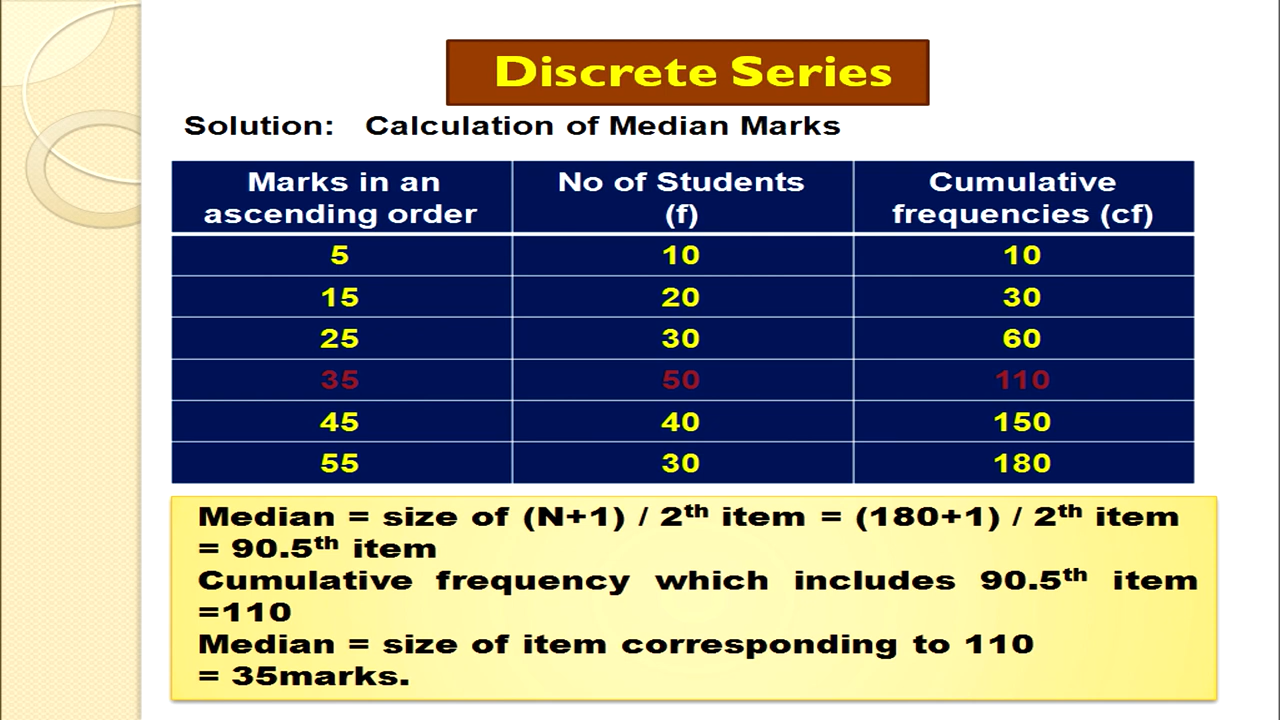 Discrete Series
Solution: Calculation of Median Marks
Marks in an ascending order | No of Students (f) | Cumulative frequencies (cf)
5 | 10 | 10
15 | 20 | 30
25 | 30 | 60
35 | 50 | 110
45 | 40 | 150
55 | 30 | 180
Median = size of (N+1) / 2th item = (180+1) / 2th item
= 90.5th item
Cumulative frequency which includes 90.5th item
=110
Median = size of item corresponding to 110
= 35marks.